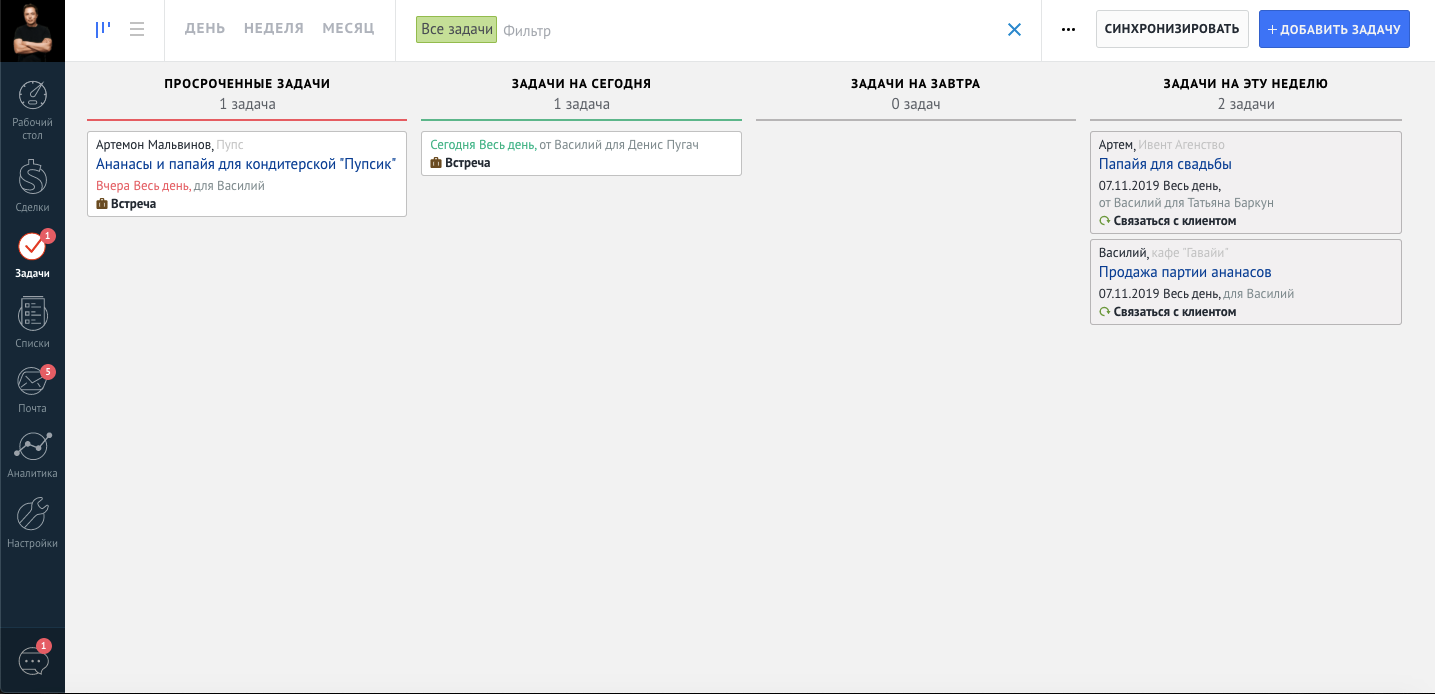 ДЕНЬ НЕДЕЛЯ МЕСЯЦ
Все задачи Фильтр
СИНХРОНИЗИРОВАТЬ
ДОБАВИТЬ ЗАДАЧУ
Рабочий
стол
Сделки
1
Задачи
Списки
5
Почта
Аналитика
Настройки
1
ПРОСРОЧЕННЫЕ ЗАДАЧИ
1 задача
Артемон Мальвинов, Пупс
Ананасы и папайя для кондитерской "Пупсик"
Вчера Весь день, для Василий
Встреча
ЗАДАЧИ НА СЕГОДНЯ
1 задача
Сегодня Весь день, от Василий для Денис Пугач
Встреча
ЗАДАЧИ НА ЗАВТРА
0 задач
ЗАДАЧИ НА ЭТУ НЕДЕЛЮ
2 задачи
Артем, Ивент Агенство
Папайя для свадьбы
07.11.2019 Весь день,
от Василий для Татьяна Баркун
Связаться с клиентом
Василий, кафе "Гавайи"
Продажа партии ананасов
07.11.2019 Весь день, для Василий
Связаться с клиентом